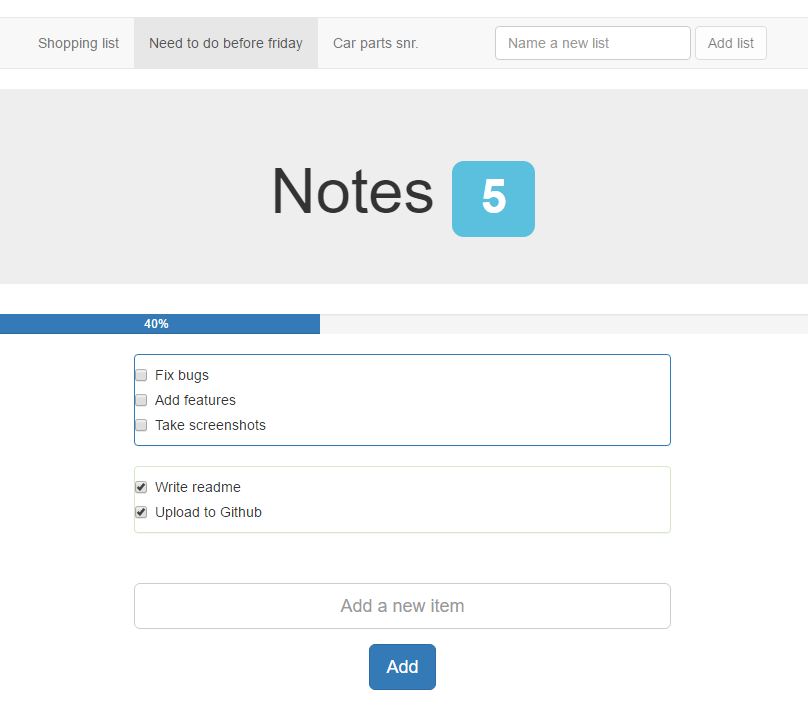 Shopping list Need to do before friday Car parts snr. Name a new list Add list
Notes 5
40%
Fix bugs
Add features
Take screenshots
Write readme
Upload to Github
Add a new item
Add